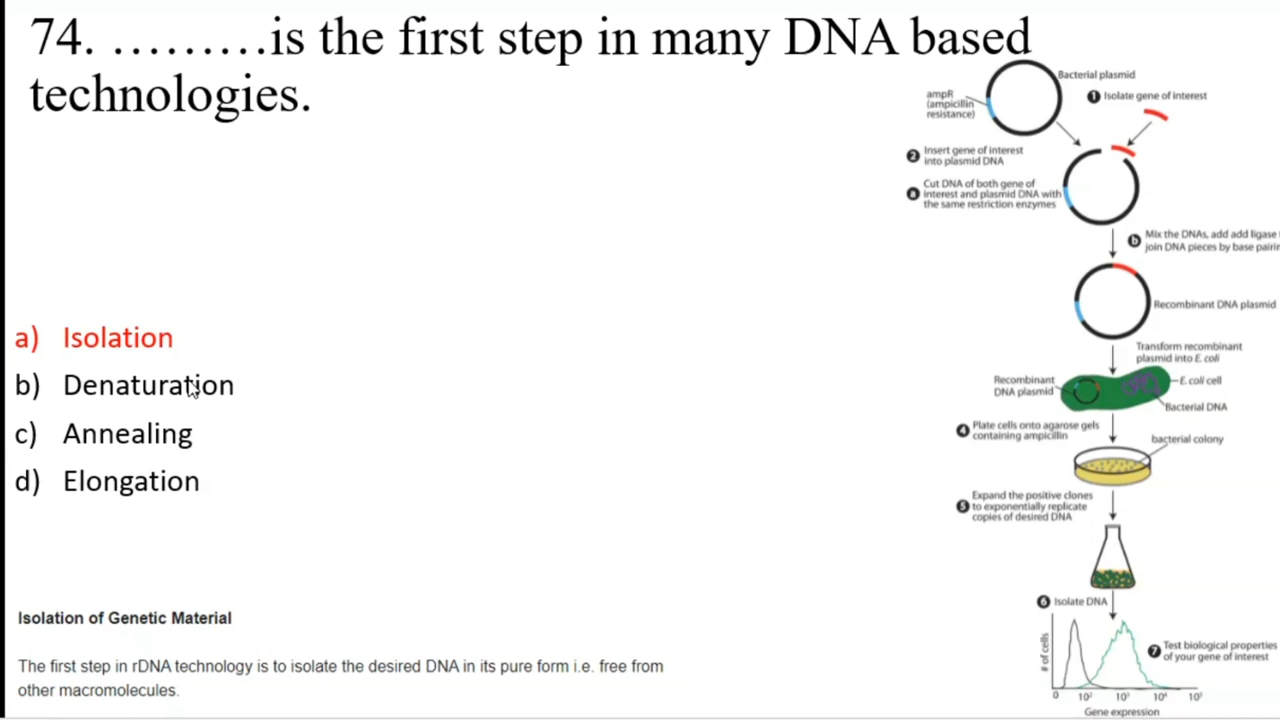 74. .........is the first step in many DNA based
technologies.
Bacterial plasmid
ampR
(ampicillin
resistance)
1 Isolate gene of interest
2 Insert gene of interest
into plasmid DNA
a Cut DNA of both gene of
interest and plasmid DNA with
the same restriction enzymes
b Mix the DNAs, add add ligase
join DNA pieces by base
Recombinant DNA plasmid
Transform recombinant
plasmid into E. coli
Recombinant
DNA plasmid
E. coli cell
Bacterial DNA
4 Plate cells onto agarose gels
containing ampicillin
bacterial colony
5 Expand the positive clones
to exponentially replicate
copies of desired DNA
6 Isolate DNA
7 Test biological properties
of your gene of interest
# of cells
0 10² 10³ 10⁴ 10⁵
Gene expression
a) Isolation
b) Denaturation
c) Annealing
d) Elongation
Isolation of Genetic Material
The first step in rDNA technology is to isolate the desired DNA in its pure form i.e. free from
other macromolecules.